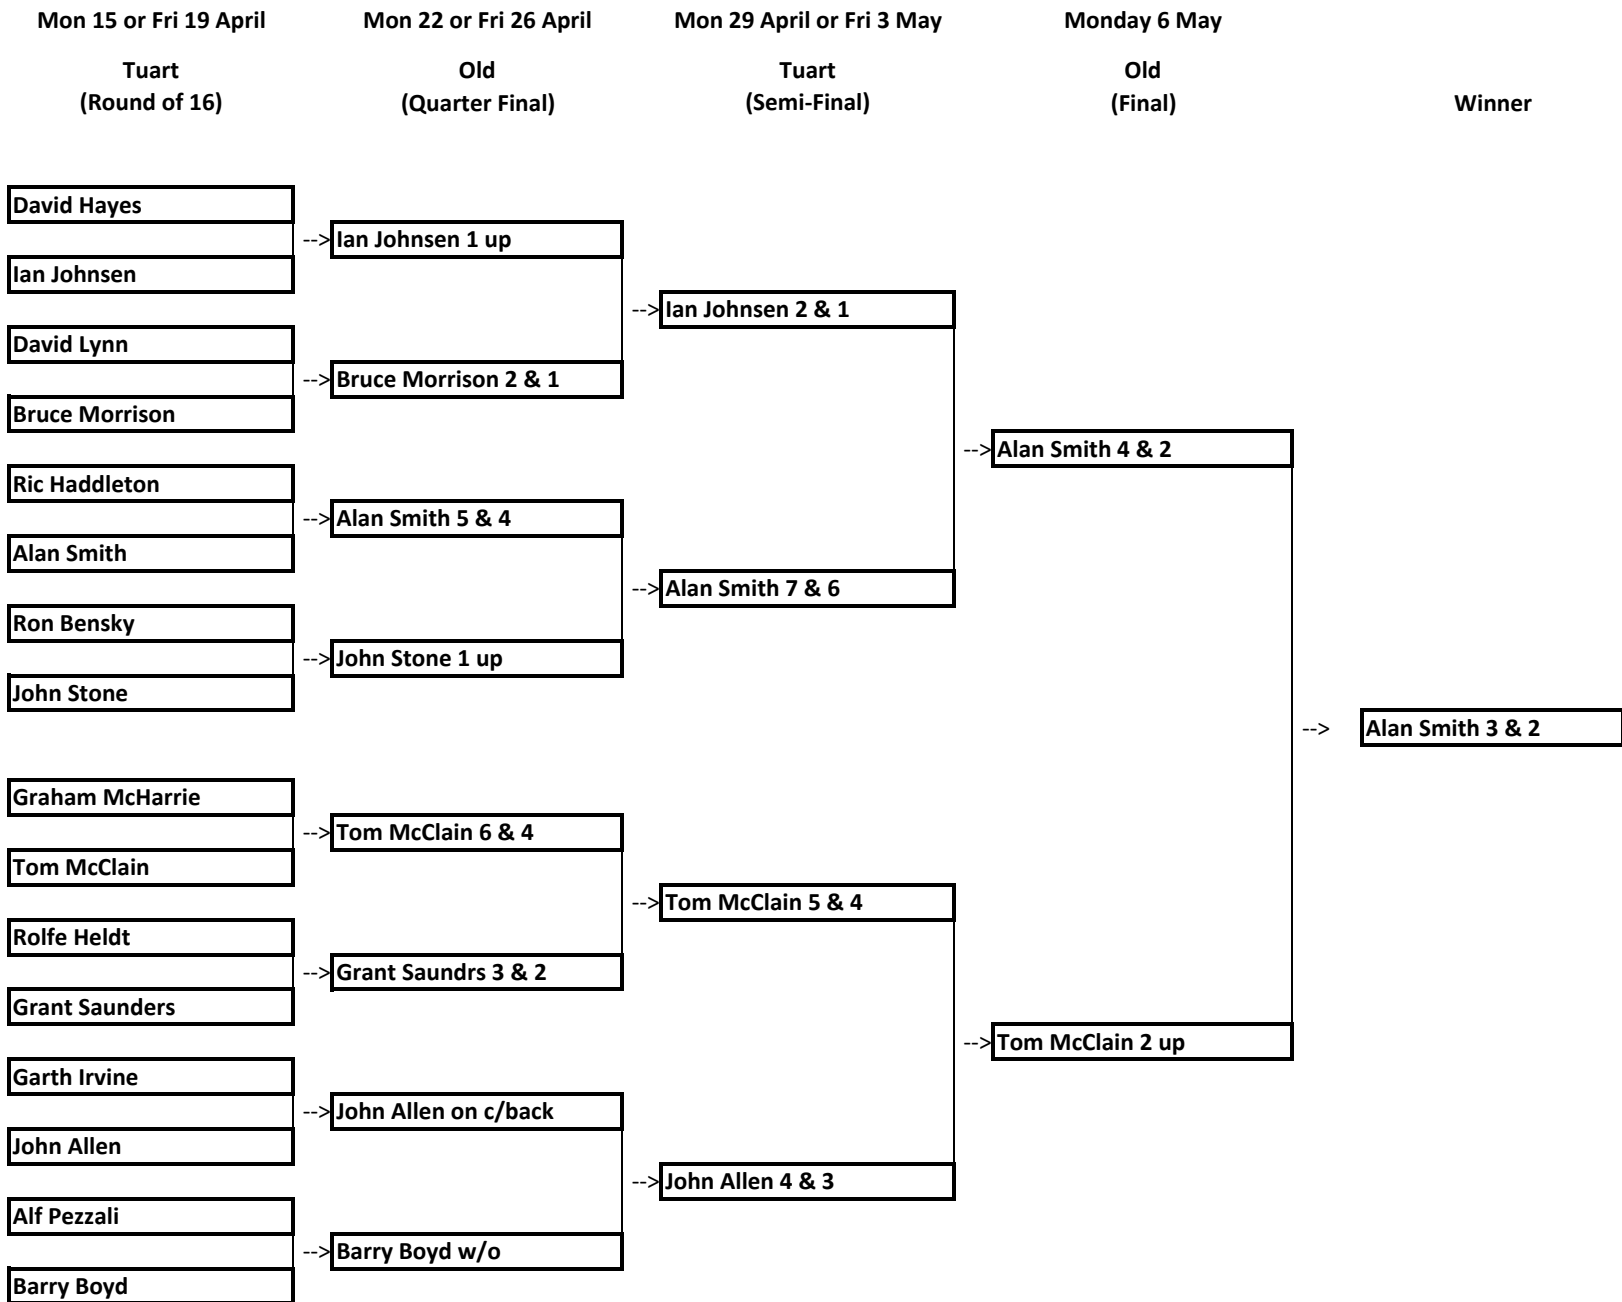 Mon 15 or Fri 19 April Mon 22 or Fri 26 April Mon 29 April or Fri 3 May Monday 6 May
Tuart Old Tuart Old
(Round of 16) (Quarter Final) (Semi-Final) (Final) Winner
David Hayes
--> Ian Johnsen 1 up
Ian Johnsen
--> Ian Johnsen 2 & 1
David Lynn
--> Bruce Morrison 2 & 1
Bruce Morrison
--> Alan Smith 4 & 2
Ric Haddleton
--> Alan Smith 5 & 4
Alan Smith
--> Alan Smith 7 & 6
Ron Bensky
--> John Stone 1 up
John Stone
--> Alan Smith 3 & 2
Graham McHarrie
--> Tom McClain 6 & 4
Tom McClain
--> Tom McClain 5 & 4
Rolfe Heldt
--> Grant Saundrs 3 & 2
Grant Saunders
--> Tom McClain 2 up
Garth Irvine
--> John Allen on c/back
John Allen
--> John Allen 4 & 3
Alf Pezzali
--> Barry Boyd w/o
Barry Boyd